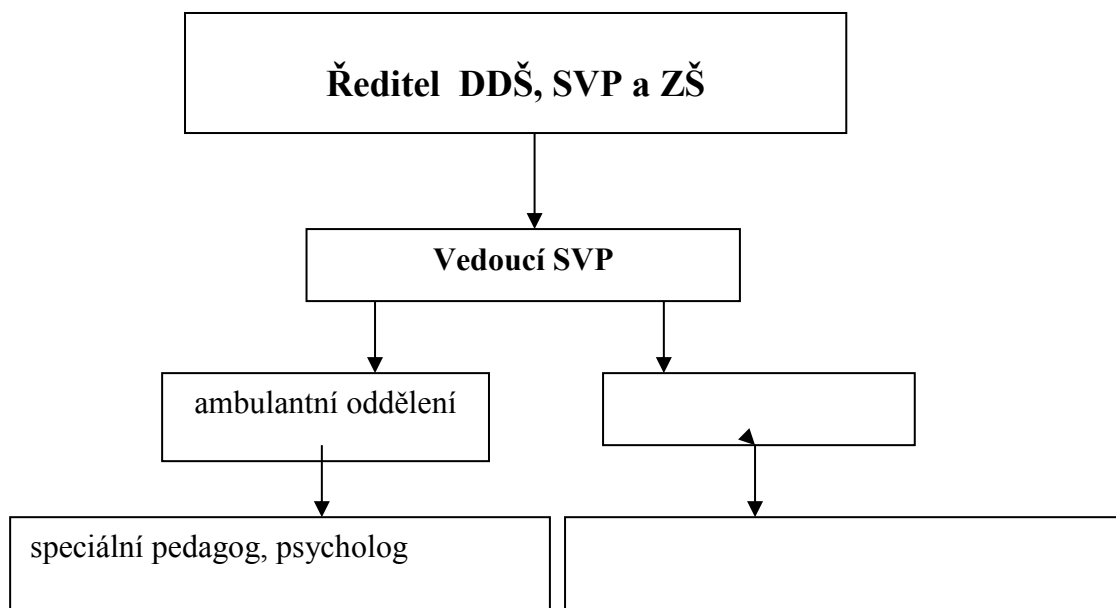 Ředitel DDŠ, SVP a ZŠ
Vedoucí SVP
ambulantní oddělení
speciální pedagog, psycholog